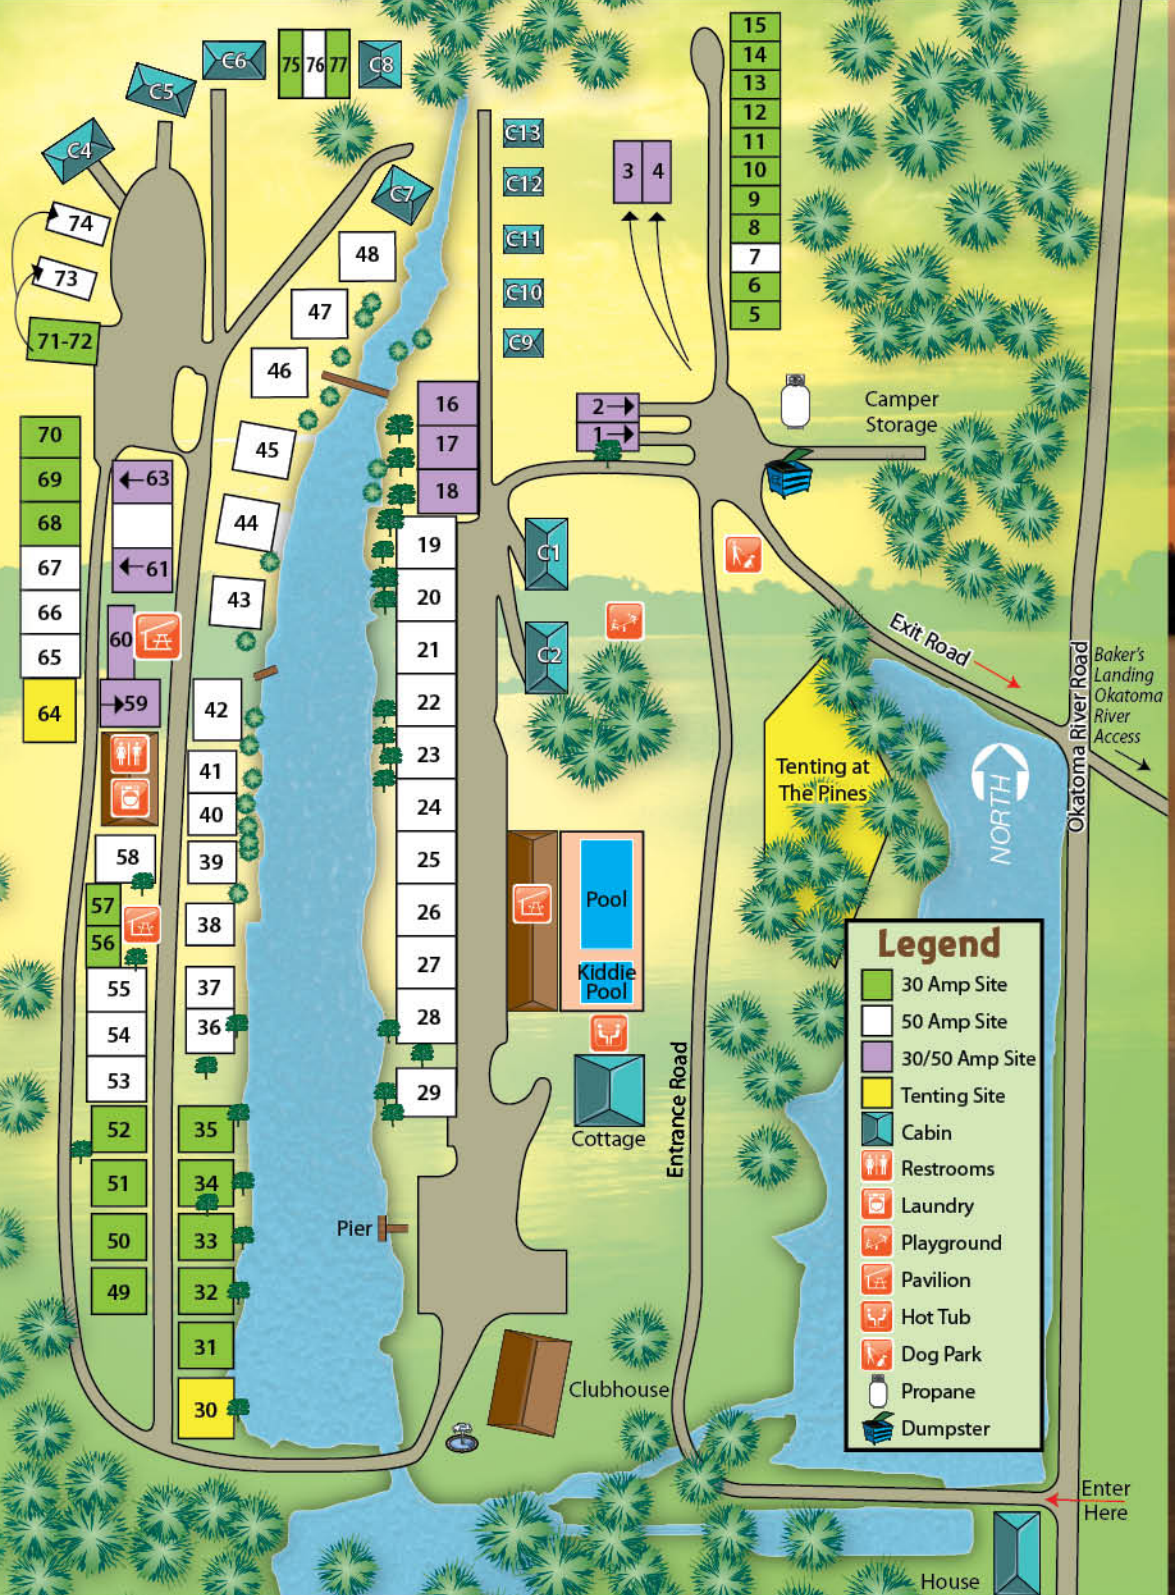 C6
75 76 77
C8
C5
C4
C7
74
73
71-72
48
47
46
45
44
43
C13
C12
C11
C10
C9
3 4
15
14
13
12
11
10
9
8
7
6
5
2
1
Camper
Storage
16
17
18
19
20
21
22
23
24
25
26
27
28
29
C1
C2
70
69
68
67
66
65
64
63
61
60
59
58
57
56
55
54
53
52
51
50
49
42
41
40
39
38
37
36
35
34
33
32
31
30
Exit Road
Okatoma River Road
Baker's
Landing
Okatoma
River
Access
NORTH
Tenting at
The Pines
Pool
Kiddie
Pool
Cottage
Entrance Road
Pier
Clubhouse
Legend
30 Amp Site
50 Amp Site
30/50 Amp Site
Tenting Site
Cabin
Restrooms
Laundry
Playground
Pavilion
Hot Tub
Dog Park
Propane
Dumpster
Enter
Here
House